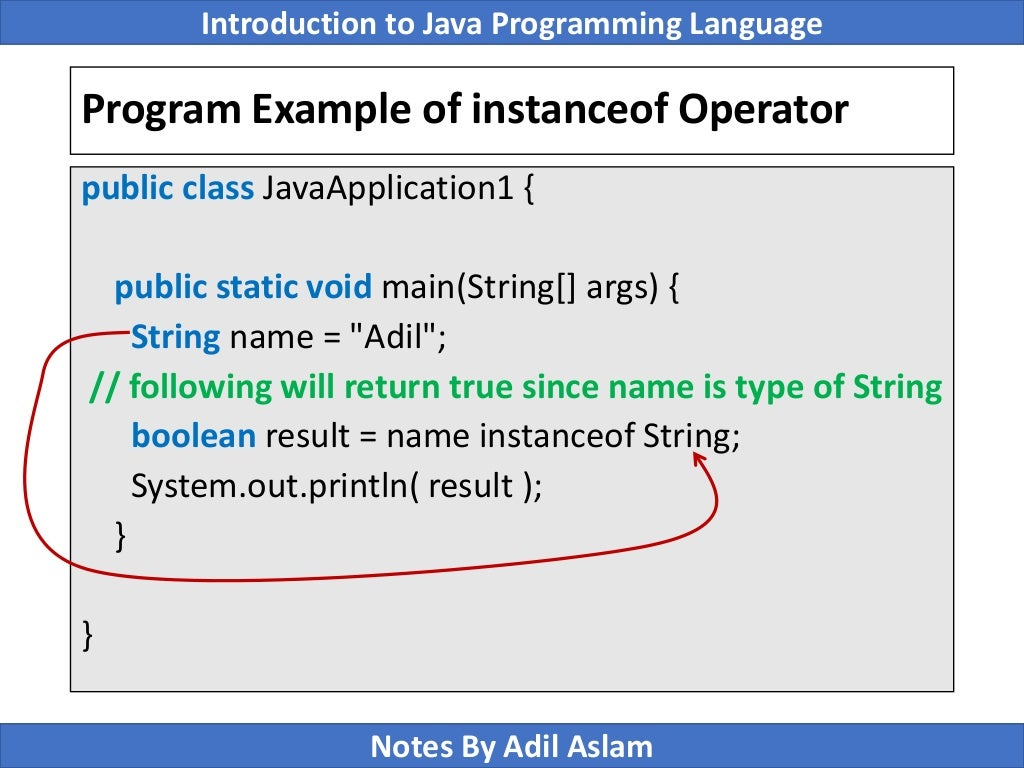 Introduction to Java Programming Language
Program Example of instanceof Operator
public class JavaApplication1 {
public static void main(String[] args) {
String name = "Adil";
// following will return true since name is type of String
boolean result = name instanceof String;
System.out.println( result );
}
}
Notes By Adil Aslam